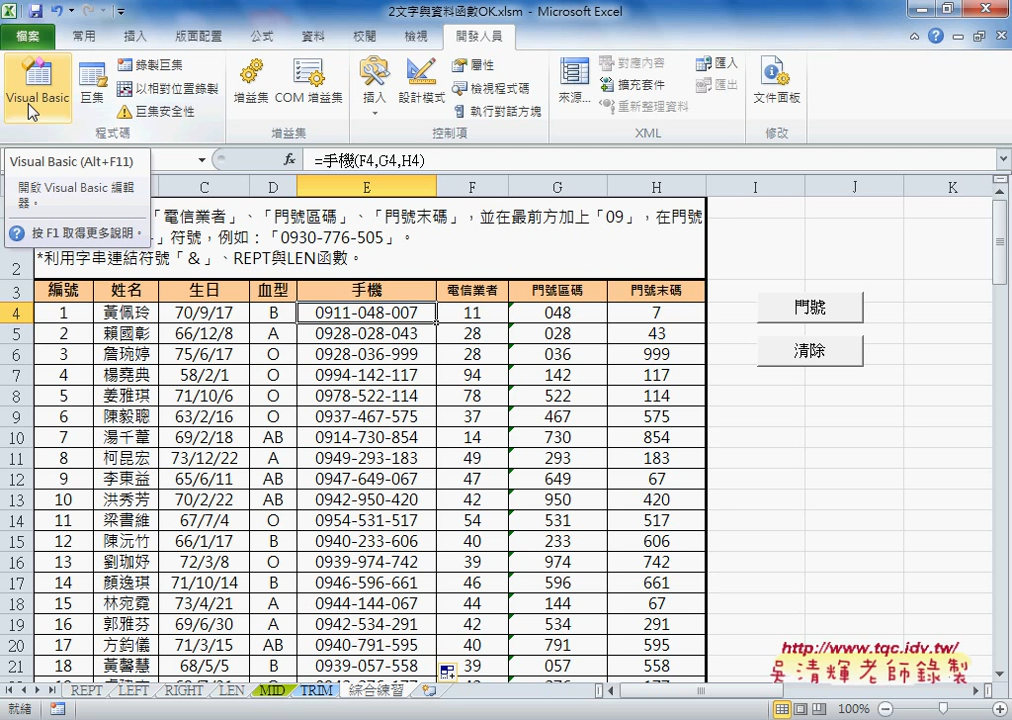 2文字與資料函數OK.xlsm - Microsoft Excel
檔案 常用 插入 版面配置 公式 資料 校閱 檢視 開發人員
Visual Basic 巨集 錄製巨集 以相對位置錄製 巨集安全性 程式碼
增益集 COM 增益集 增益集
插入 設計模式 屬性 檢視程式碼 執行對話方塊 控制項
來源... 對應內容 擴充套件 重新整理資料 匯入 匯出 XML
文件面板 修改
fx =手機(F4,G4,H4)
Visual Basic (Alt+F11)
開啟 Visual Basic 編輯
器。
按 F1 取得更多說明。
C D E F G H I J K
「電信業者」、「門號區碼」、「門號末碼」，並在最前方加上「09」，在門號
」符號，例如：「0930-776-505」。
2 *利用字串連結符號「&」、REPT與LEN函數。
3 編號 姓名 生日 血型 手機 電信業者 門號區碼 門號末碼
4 1 黃佩玲 70/9/17 B 0911-048-007 11 048 7
5 2 賴國彰 66/12/8 A 0928-028-043 28 028 43
6 3 詹琬婷 75/6/17 O 0928-036-999 28 036 999
7 4 楊堯典 58/2/1 O 0994-142-117 94 142 117
8 5 姜雅琪 71/10/6 O 0978-522-114 78 522 114
9 6 陳毅聰 63/2/16 O 0937-467-575 37 467 575
10 7 湯千葦 69/2/18 AB 0914-730-854 14 730 854
11 8 柯昆宏 73/12/22 A 0949-293-183 49 293 183
12 9 李東益 65/6/11 AB 0947-649-067 47 649 67
13 10 洪秀芳 70/2/22 AB 0942-950-420 42 950 420
14 11 梁書維 67/7/4 O 0954-531-517 54 531 517
15 12 陳沅竹 66/1/17 B 0940-233-606 40 233 606
16 13 劉珈妤 72/3/8 O 0939-974-742 39 974 742
17 14 顏逸琪 71/10/14 B 0946-596-661 46 596 661
18 15 林宛霓 73/4/21 A 0944-144-067 44 144 67
19 16 郭雅芬 69/6/30 A 0942-534-291 42 534 291
20 17 方鈞儀 71/3/15 AB 0940-791-595 40 791 595
21 18 黃馨慧 68/5/5 B 0939-057-558 39 057 558
門號
清除
http://www.tqc.idv.tw/
吳清輝老師錄製
REPT LEFT RIGHT LEN MID TRIM 綜合練習
就緒 100%